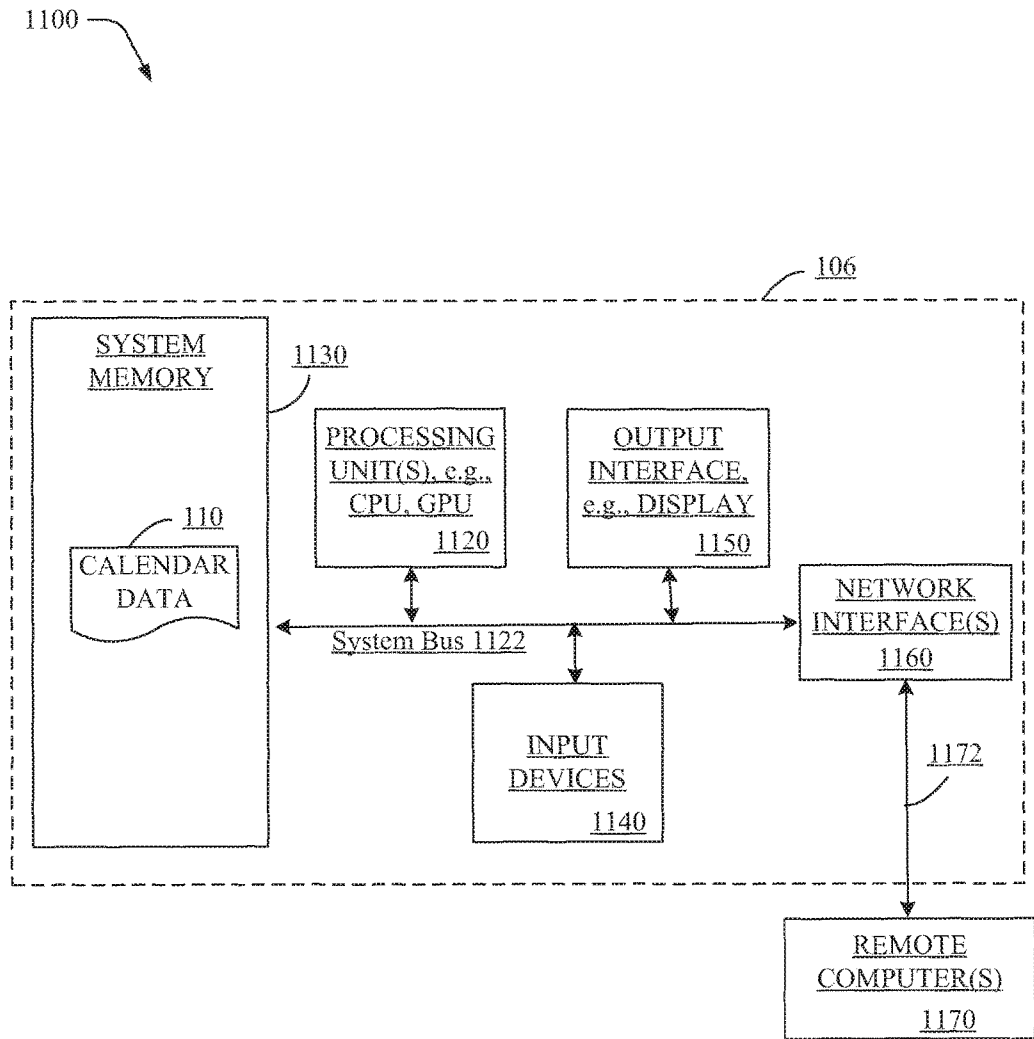 1100
106
SYSTEM
MEMORY
1130
PROCESSING
UNIT(S), e.g.,
CPU, GPU
1120
OUTPUT
INTERFACE,
e.g., DISPLAY
1150
110
CALENDAR
DATA
NETWORK
INTERFACE(S)
1160
System Bus 1122
INPUT
DEVICES
1140
1172
REMOTE
COMPUTER(S)
1170